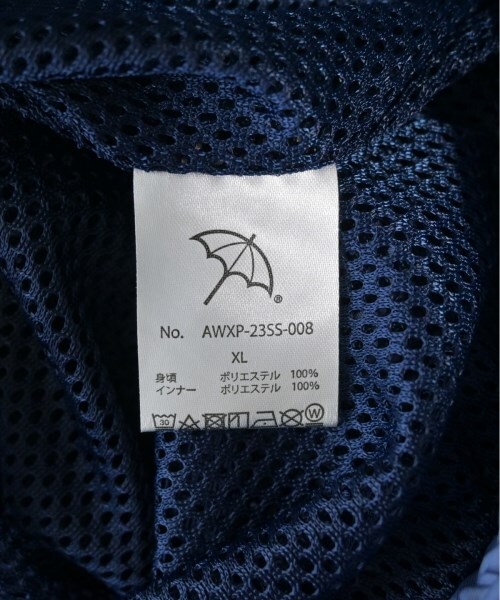 ®
No. AWXP-23SS-008
XL
身頃 ポリエステル 100%
インナー ポリエステル 100%
30 W